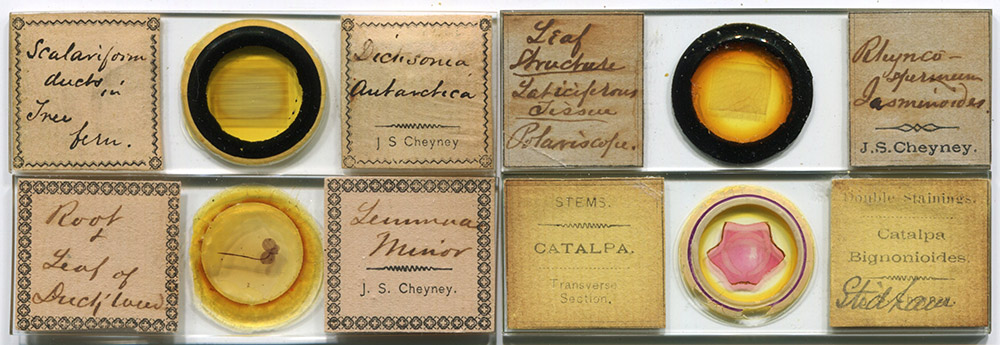 Scalariform
ducts, in
Tree
fern.
Dicksonia
Antarctica
J S Cheyney
Leaf
Structure
Laticiferous
Tissue
Polariscope.
Rhynco-
spermum
Jasminoides.
J.S.Cheyney.
Root
&
Leaf of
Duckweed
Lemnua
Minor
J. S. Cheyney.
STEMS.
CATALPA.
Transverse
Section.
Double Stainings.
Catalpa
Bignonioides.